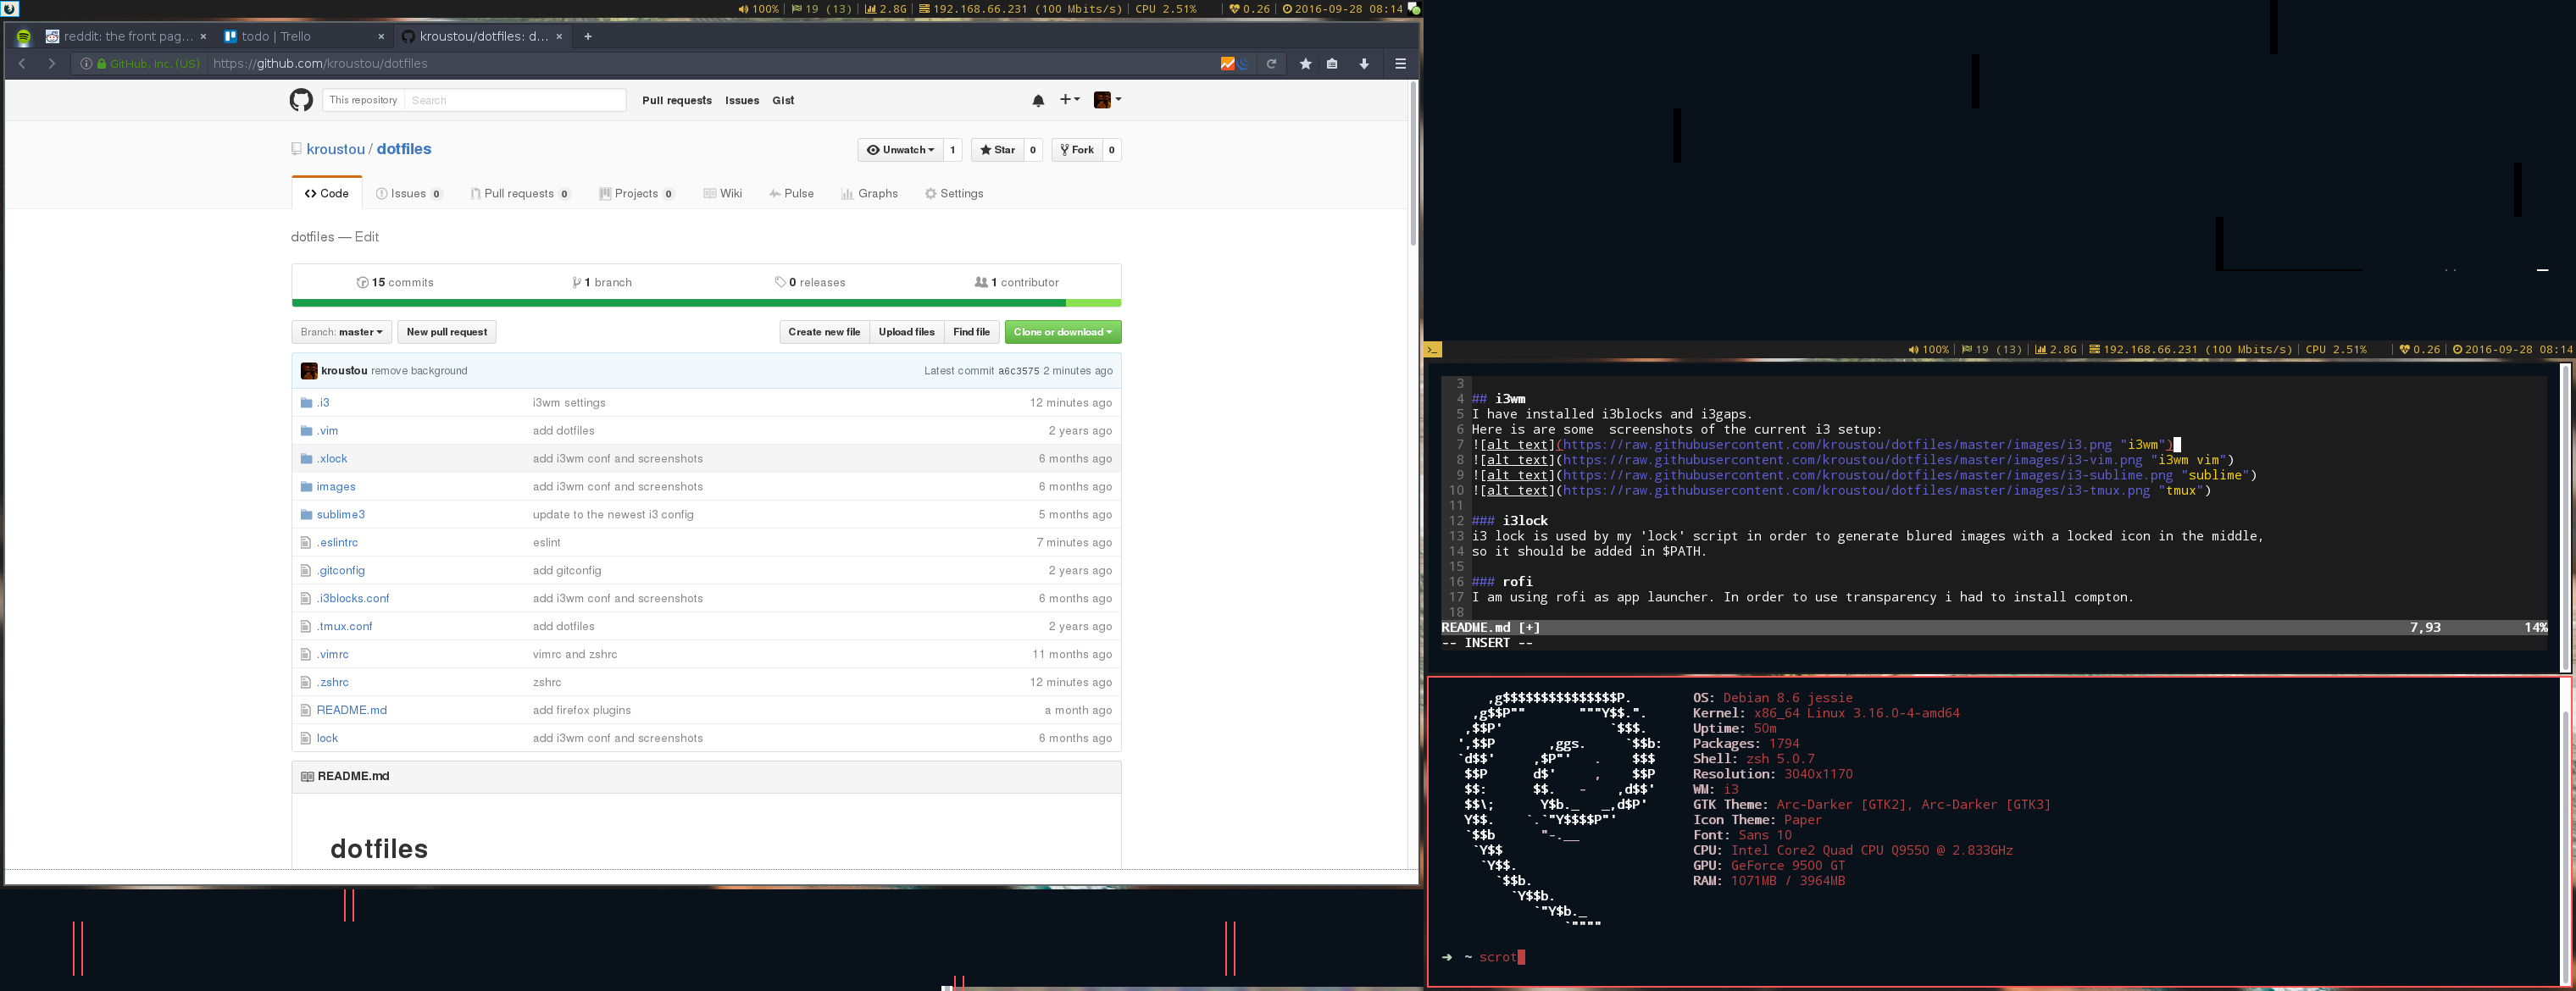 100% 19 (13) 2.8G 192.168.66.231 (100 Mbits/s) CPU 2.51% 0.26 2016-09-28 08:14
reddit: the front pag... × todo | Trello × kroustou/dotfiles: d... × +
GitHub, Inc. (US) https://github.com/kroustou/dotfiles
This repository Search Pull requests Issues Gist
kroustou / dotfiles Unwatch 1 Star 0 Fork 0
Code Issues 0 Pull requests 0 Projects 0 Wiki Pulse Graphs Settings
dotfiles — Edit
15 commits 1 branch 0 releases 1 contributor
Branch: master New pull request Create new file Upload files Find file Clone or download
kroustou remove background Latest commit a6c3575 2 minutes ago
.i3 i3wm settings 12 minutes ago
.vim add dotfiles 2 years ago
.xlock add i3wm conf and screenshots 6 months ago
images add i3wm conf and screenshots 6 months ago
sublime3 update to the newest i3 config 5 months ago
.eslintrc eslint 7 minutes ago
.gitconfig add gitconfig 2 years ago
.i3blocks.conf add i3wm conf and screenshots 6 months ago
.tmux.conf add dotfiles 2 years ago
.vimrc vimrc and zshrc 11 months ago
.zshrc zshrc 12 minutes ago
README.md add firefox plugins a month ago
lock add i3wm conf and screenshots 6 months ago
README.md
dotfiles
100% 19 (13) 2.8G 192.168.66.231 (100 Mbits/s) CPU 2.51% 0.26 2016-09-28 08:14
3
4 ## i3wm
5 I have installed i3blocks and i3gaps.
6 Here is are some  screenshots of the current i3 setup:
7 ![alt text](https://raw.githubusercontent.com/kroustou/dotfiles/master/images/i3.png "i3wm")
8 ![alt text](https://raw.githubusercontent.com/kroustou/dotfiles/master/images/i3-vim.png "i3wm vim")
9 ![alt text](https://raw.githubusercontent.com/kroustou/dotfiles/master/images/i3-sublime.png "sublime")
10 ![alt text](https://raw.githubusercontent.com/kroustou/dotfiles/master/images/i3-tmux.png "tmux")
11
12 ### i3lock
13 i3 lock is used by my 'lock' script in order to generate blured images with a locked icon in the middle,
14 so it should be added in $PATH.
15
16 ### rofi
17 I am using rofi as app launcher. In order to use transparency i had to install compton.
18
README.md [+] 7,93 14%
-- INSERT --
OS: Debian 8.6 jessie
Kernel: x86_64 Linux 3.16.0-4-amd64
Uptime: 50m
Packages: 1794
Shell: zsh 5.0.7
Resolution: 3040x1170
WM: i3
GTK Theme: Arc-Darker [GTK2], Arc-Darker [GTK3]
Icon Theme: Paper
Font: Sans 10
CPU: Intel Core2 Quad CPU Q9550 @ 2.833GHz
GPU: GeForce 9500 GT
RAM: 1071MB / 3964MB
➜ ~ scrot